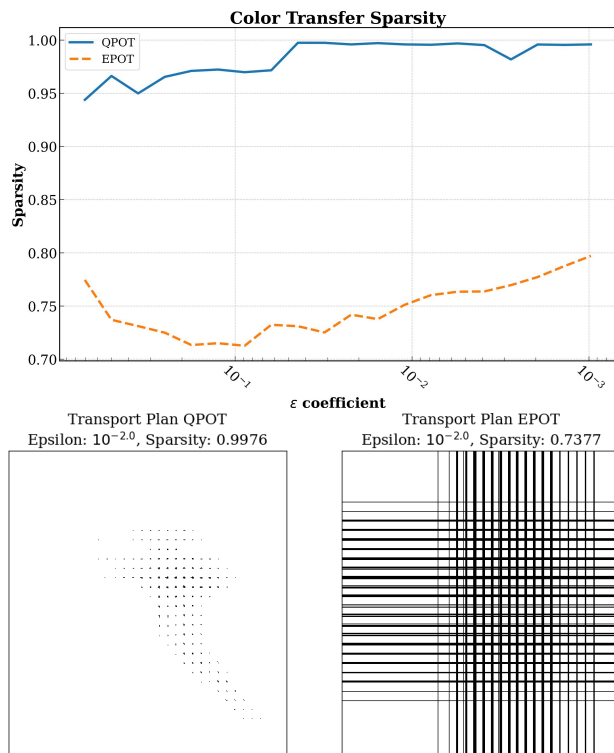 Color Transfer Sparsity
1.00
0.95
0.90
0.85
0.80
0.75
0.70
Sparsity
QPOT
EPOT
10⁻¹
10⁻²
10⁻³
ε coefficient
Transport Plan QPOT
Epsilon: 10⁻²·⁰, Sparsity: 0.9976
Transport Plan EPOT
Epsilon: 10⁻²·⁰, Sparsity: 0.7377